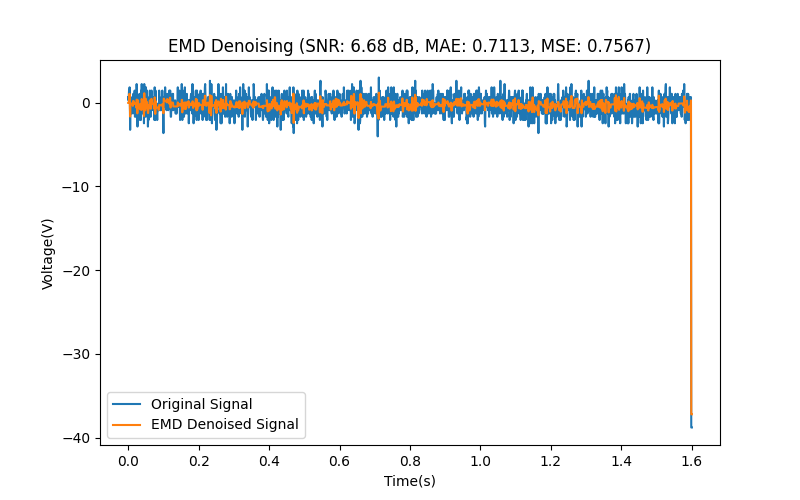 EMD Denoising (SNR: 6.68 dB, MAE: 0.7113, MSE: 0.7567)
Voltage(V)
0
−10
−20
−30
−40
Original Signal
EMD Denoised Signal
0.0 0.2 0.4 0.6 0.8 1.0 1.2 1.4 1.6
Time(s)